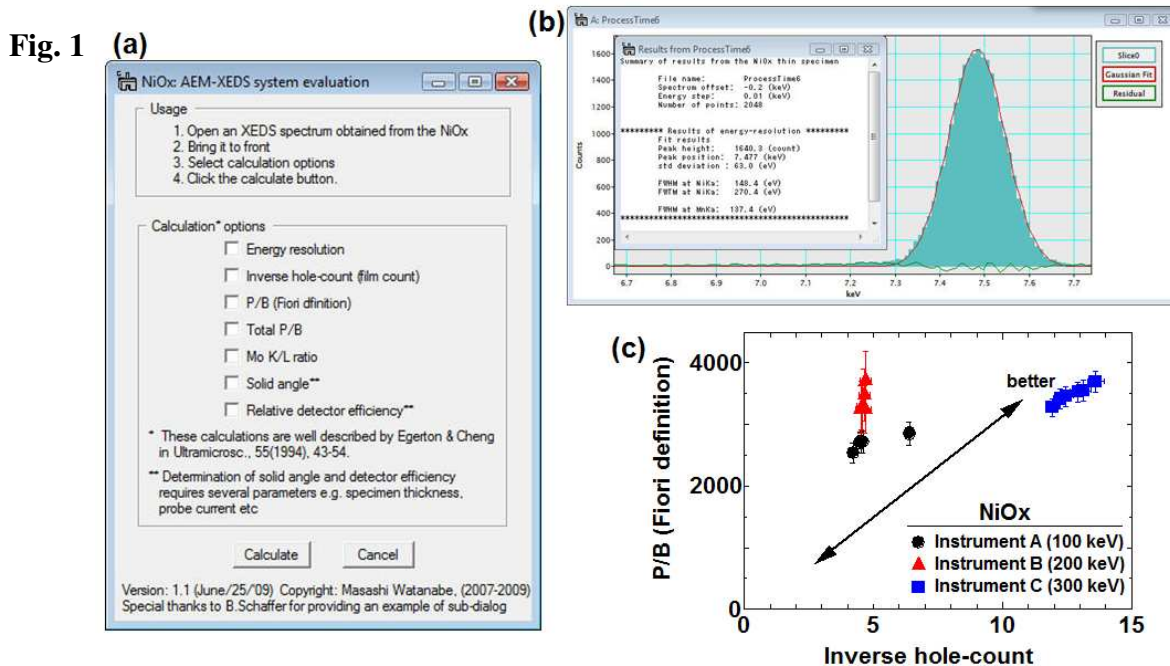 Fig. 1
(a)
NiOx: AEM-XEDS system evaluation
Usage
1. Open an XEDS spectrum obtained from the NiOx
2. Bring it to front
3. Select calculation options
4. Click the calculate button.
Calculation* options
Energy resolution
Inverse hole-count (film count)
P/B (Fiori dfinition)
Total P/B
Mo K/L ratio
Solid angle**
Relative detector efficiency**
* These calculations are well described by Egerton & Cheng
in Ultramicrosc., 55(1994), 43-54.
** Determination of solid angle and detector efficiency
requires several parameters e.g. specimen thickness,
probe current etc
Calculate
Cancel
Version: 1.1 (June/25/'09) Copyright: Masashi Watanabe, (2007-2009)
Special thanks to B.Schaffer for providing an example of sub-dialog
(b)
A: ProcessTime6
Results from ProcessTime6
Summary of results from the NiOx thin specimen
File name: ProcessTime6
Spectrum offset: -0.2 (keV)
Energy step: 0.01 (keV)
Number of points: 2048
********* Results of energy-resolution *********
Fit results
Peak height: 1640.3 (count)
Peak position: 7.477 (keV)
std deviation : 63.0 (eV)
FWHM at NiKa: 148.4 (eV)
FWTM at NiKa: 270.4 (eV)
FWHM at MnKa: 137.4 (eV)
Slice0
Gaussian Fit
Residual
Counts
1600
1400
1200
1000
800
600
400
200
0
6.7 6.8 6.9 7.0 7.1 7.2 7.3 7.4 7.5 7.6 7.7
keV
(c)
P/B (Fiori definition)
4000
2000
0
better
NiOx
Instrument A (100 keV)
Instrument B (200 keV)
Instrument C (300 keV)
0 5 10 15
Inverse hole-count